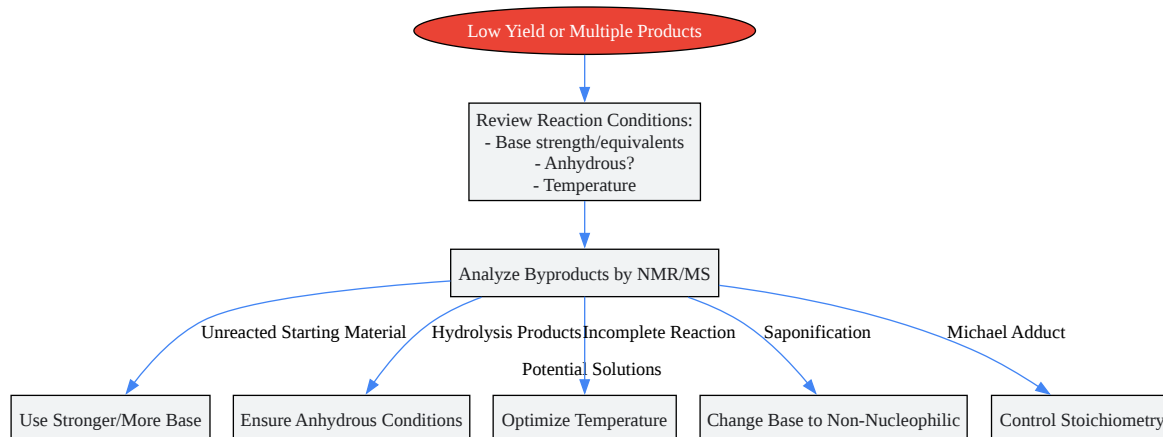 Low Yield or Multiple Products
Review Reaction Conditions:
- Base strength/equivalents
- Anhydrous?
- Temperature
Analyze Byproducts by NMR/MS
Unreacted Starting Material
Hydrolysis Products
Incomplete Reaction
Saponification
Michael Adduct
Potential Solutions
Use Stronger/More Base
Ensure Anhydrous Conditions
Optimize Temperature
Change Base to Non-Nucleophilic
Control Stoichiometry